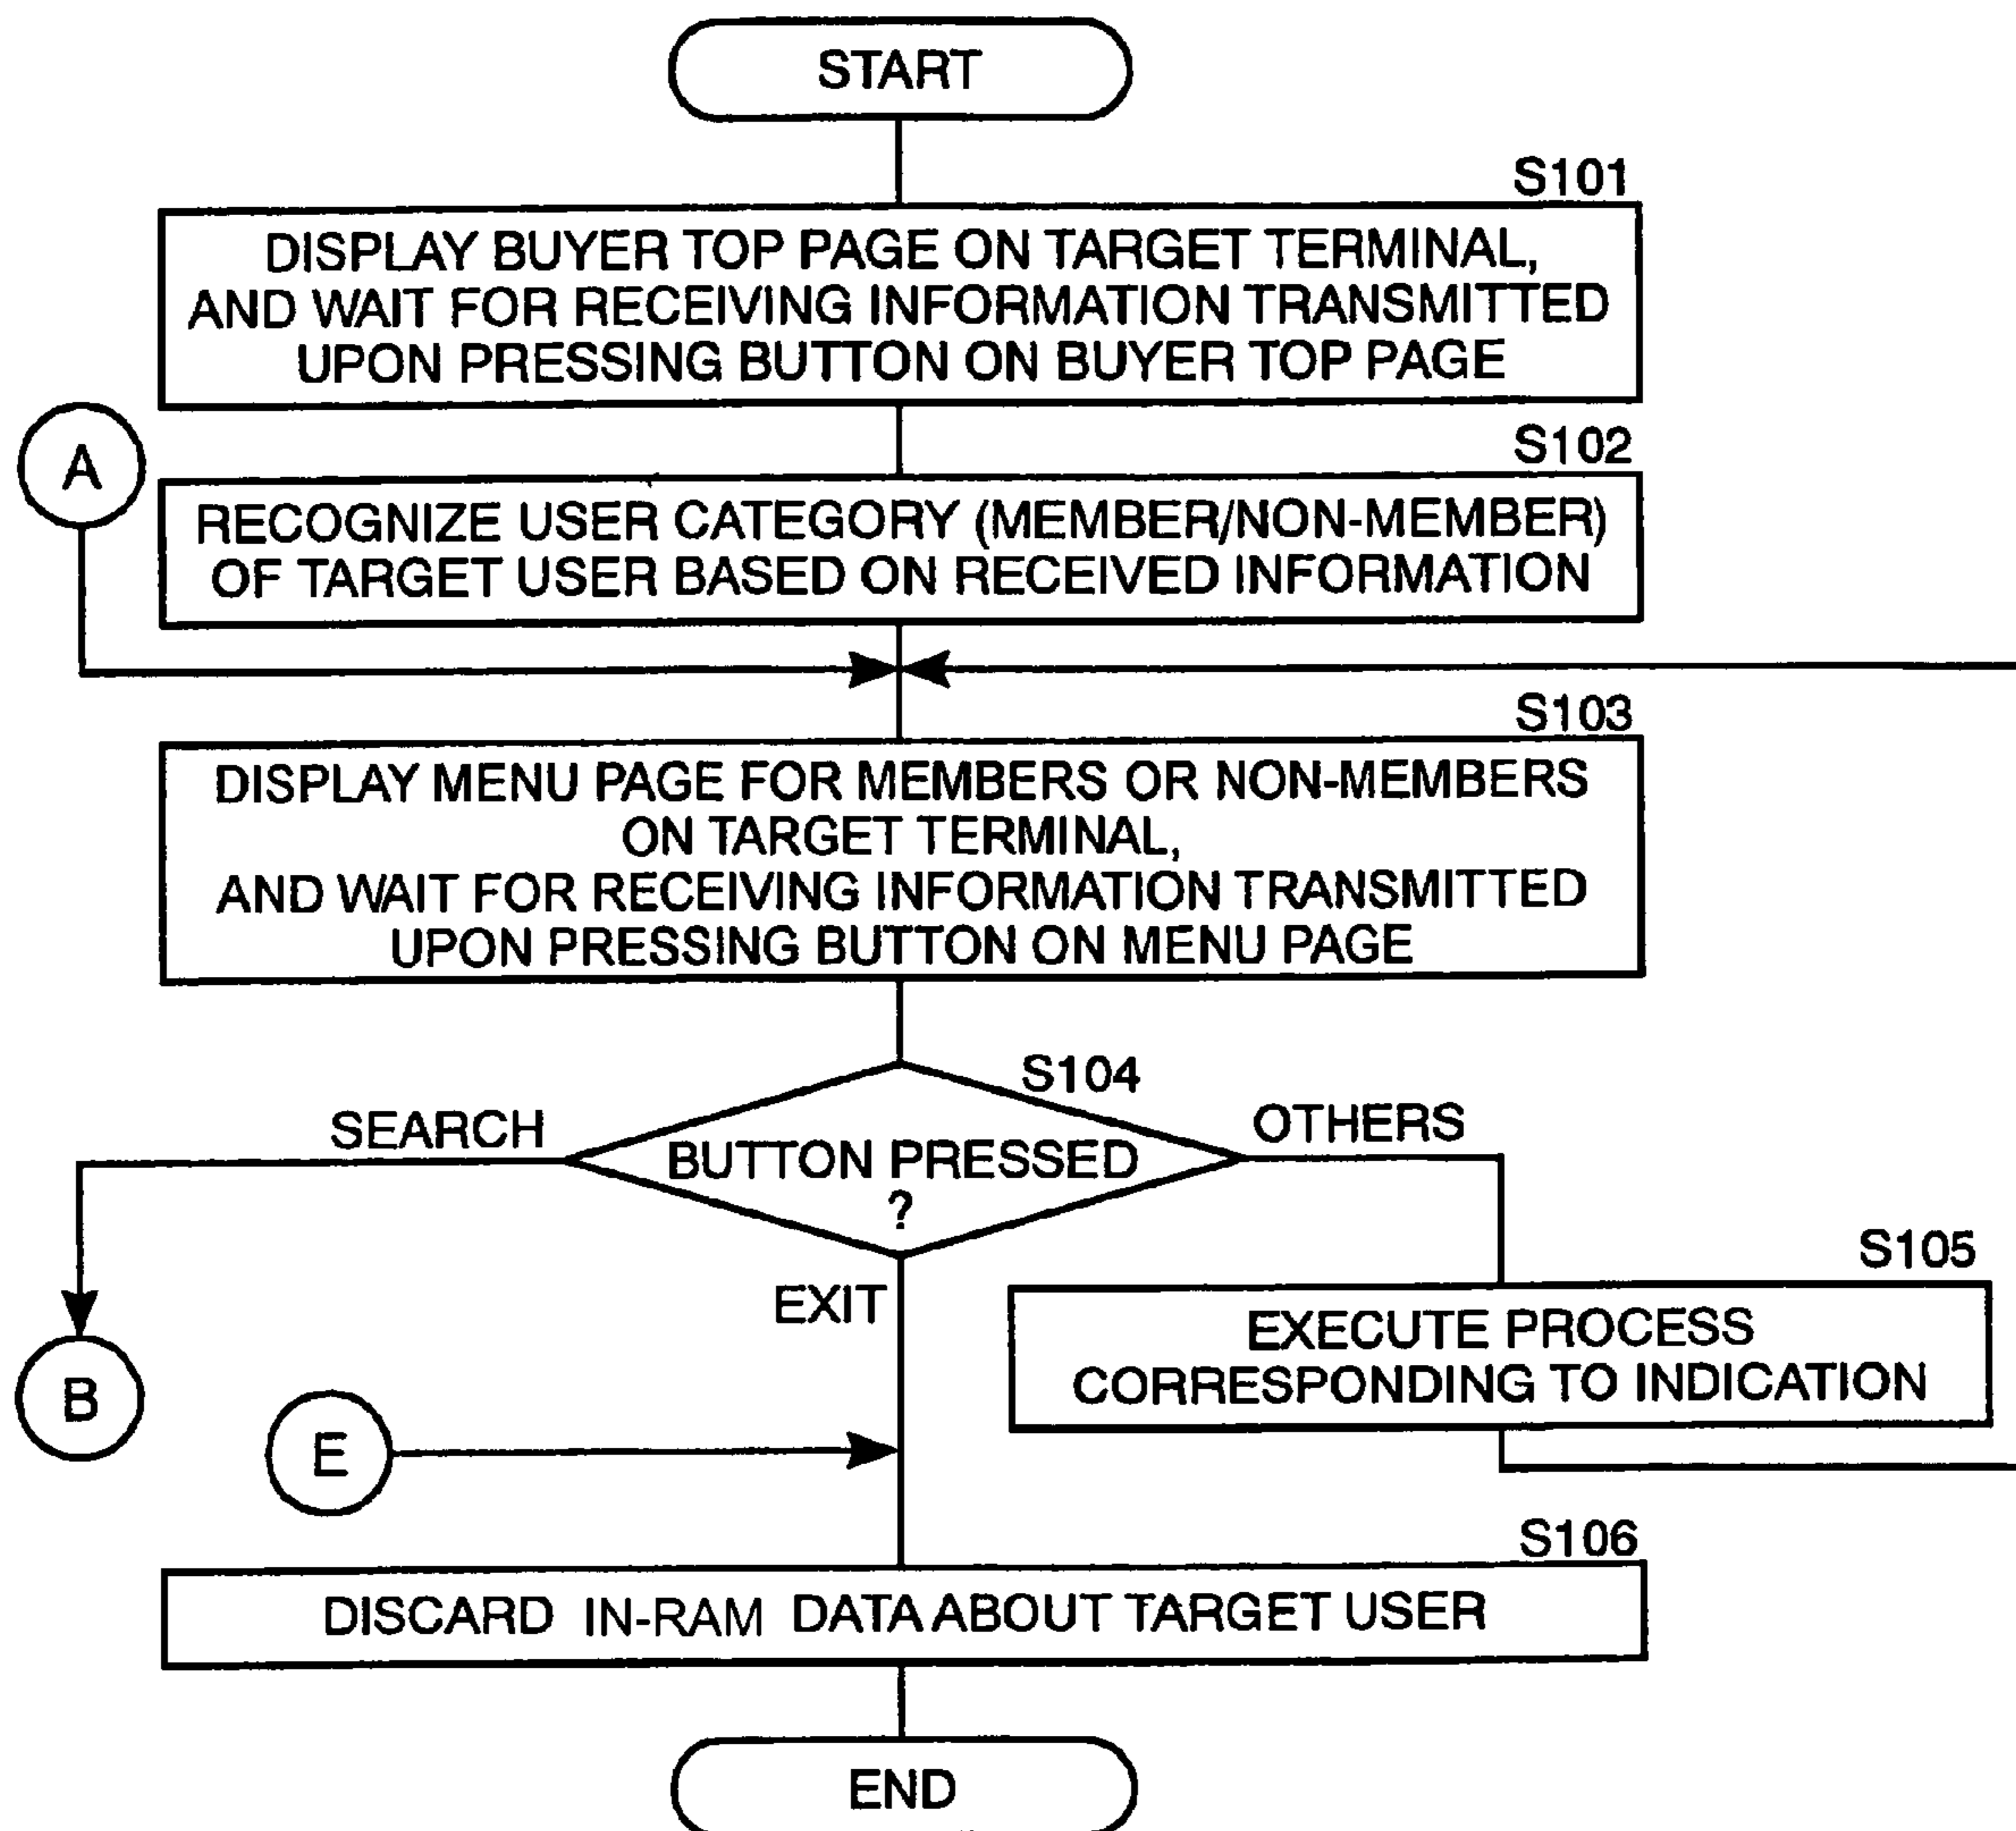 START
S101
DISPLAY BUYER TOP PAGE ON TARGET TERMINAL,
AND WAIT FOR RECEIVING INFORMATION TRANSMITTED
UPON PRESSING BUTTON ON BUYER TOP PAGE
A
S102
RECOGNIZE USER CATEGORY (MEMBER/NON-MEMBER)
OF TARGET USER BASED ON RECEIVED INFORMATION
S103
DISPLAY MENU PAGE FOR MEMBERS OR NON-MEMBERS
ON TARGET TERMINAL,
AND WAIT FOR RECEIVING INFORMATION TRANSMITTED
UPON PRESSING BUTTON ON MENU PAGE
S104
SEARCH
OTHERS
BUTTON PRESSED
?
S105
EXIT
EXECUTE PROCESS
CORRESPONDING TO INDICATION
B
E
S106
DISCARD IN-RAM DATA ABOUT TARGET USER
END